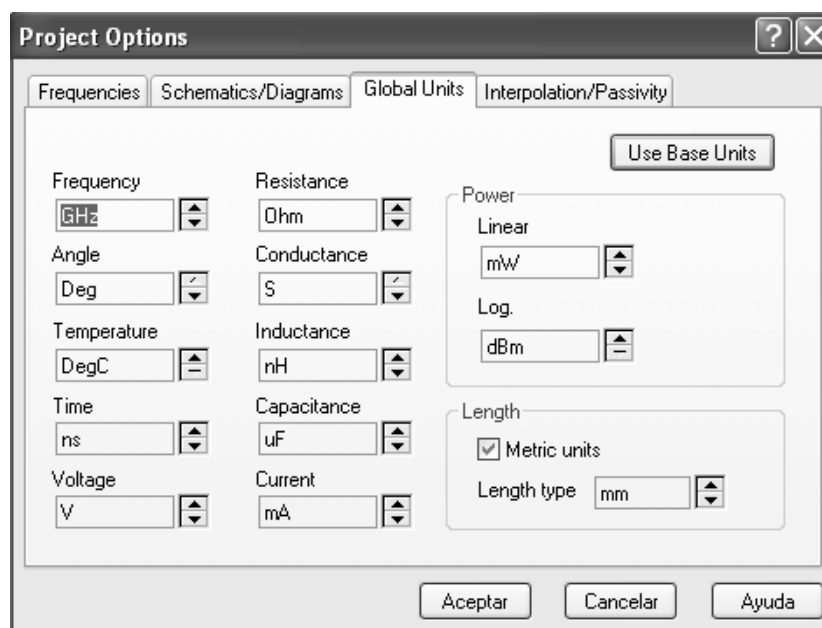 Project Options
Frequencies Schematics/Diagrams Global Units Interpolation/Passivity
Use Base Units
Frequency Resistance
GHz Ohm
Angle Conductance
Deg S
Temperature Inductance
DegC nH
Time Capacitance
ns uF
Voltage Current
V mA
Power
Linear
mW
Log.
dBm
Length
Metric units
Length type mm
Aceptar Cancelar Ayuda